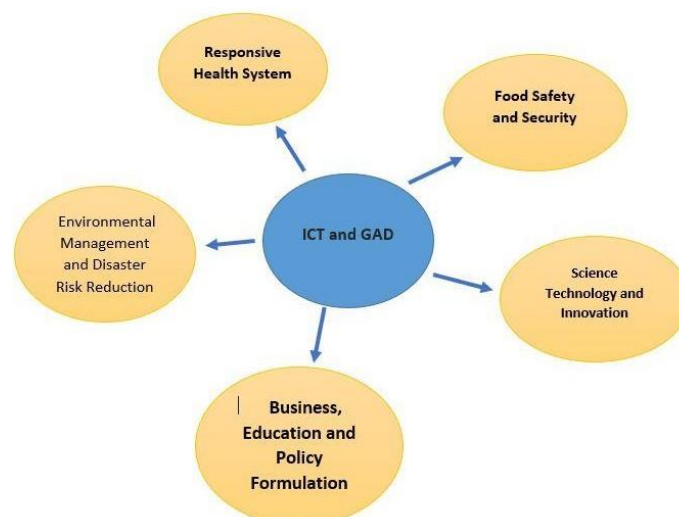 Responsive
Health System
Food Safety
and Security
ICT and GAD
Environmental
Management
and Disaster
Risk Reduction
Science
Technology and
Innovation
Business,
Education and
Policy
Formulation